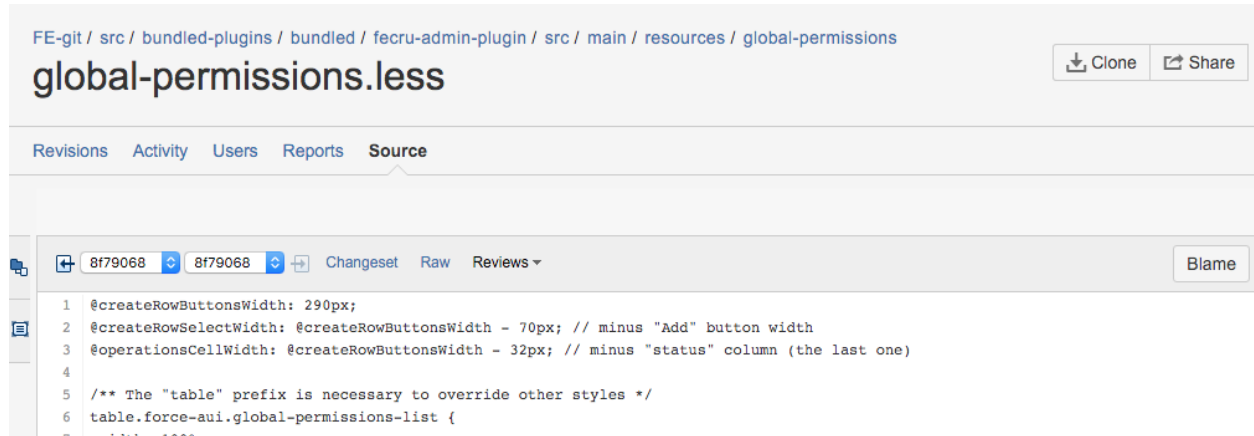 FE-git / src / bundled-plugins / bundled / fecru-admin-plugin / src / main / resources / global-permissions
global-permissions.less
Clone Share
Revisions Activity Users Reports Source
8f79068 8f79068 Changeset Raw Reviews Blame
1 @createRowButtonsWidth: 290px;
2 @createRowSelectWidth: @createRowButtonsWidth - 70px; // minus "Add" button width
3 @operationsCellWidth: @createRowButtonsWidth - 32px; // minus "status" column (the last one)
4
5 /** The "table" prefix is necessary to override other styles */
6 table.force-aui.global-permissions-list {